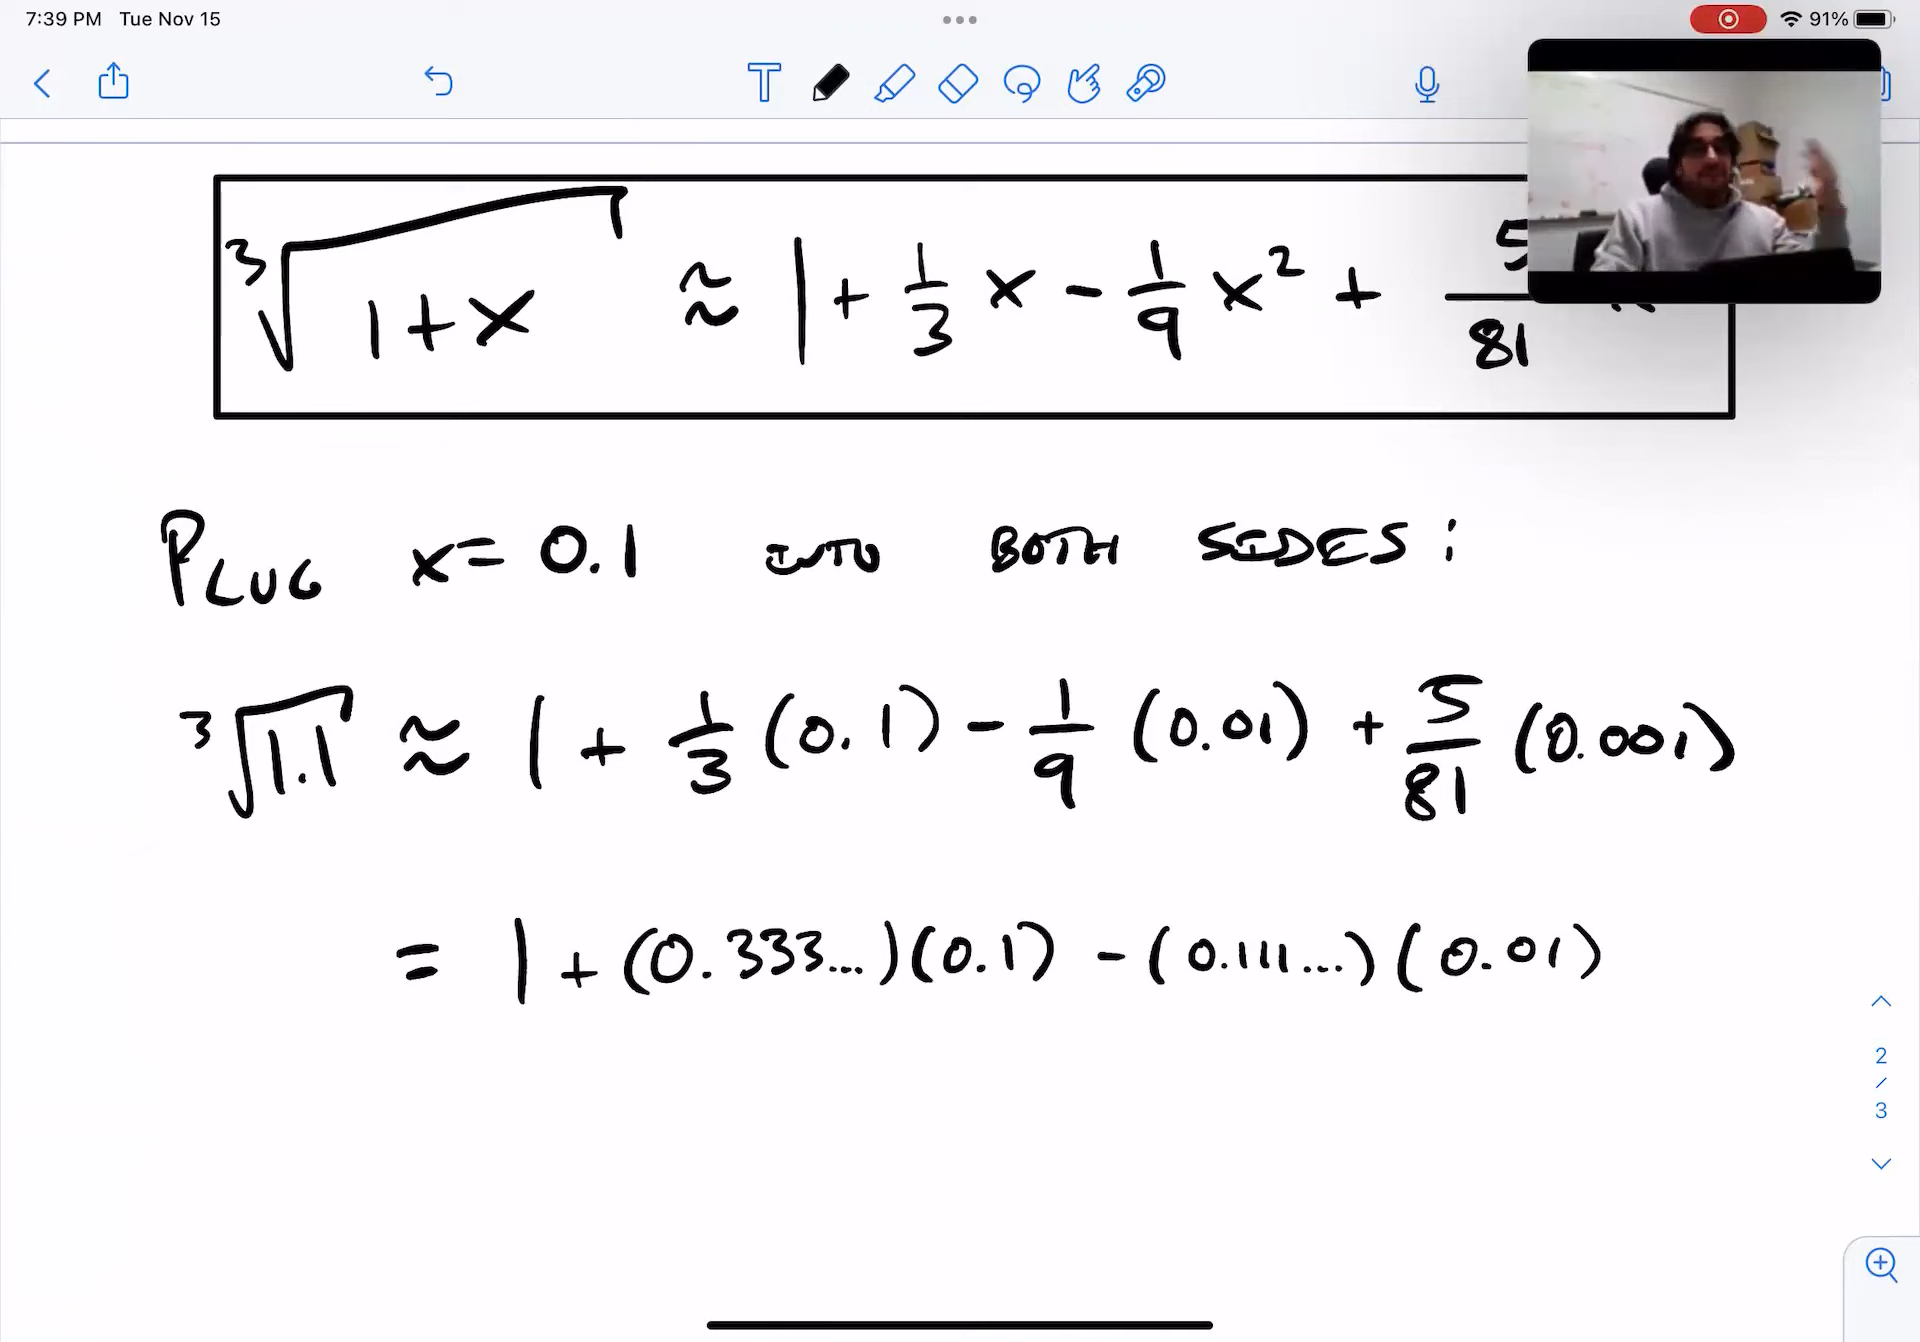 7:39 PM Tue Nov 15
91%
T
∛(1+x) ≈ 1 + 1/3 x - 1/9 x² + 5/81
PLUG x = 0.1 INTO BOTH SIDES:
∛1.1 ≈ 1 + 1/3 (0.1) - 1/9 (0.01) + 5/81 (0.001)
= 1 + (0.333...)(0.1) - (0.111...)(0.01)
2
/
3